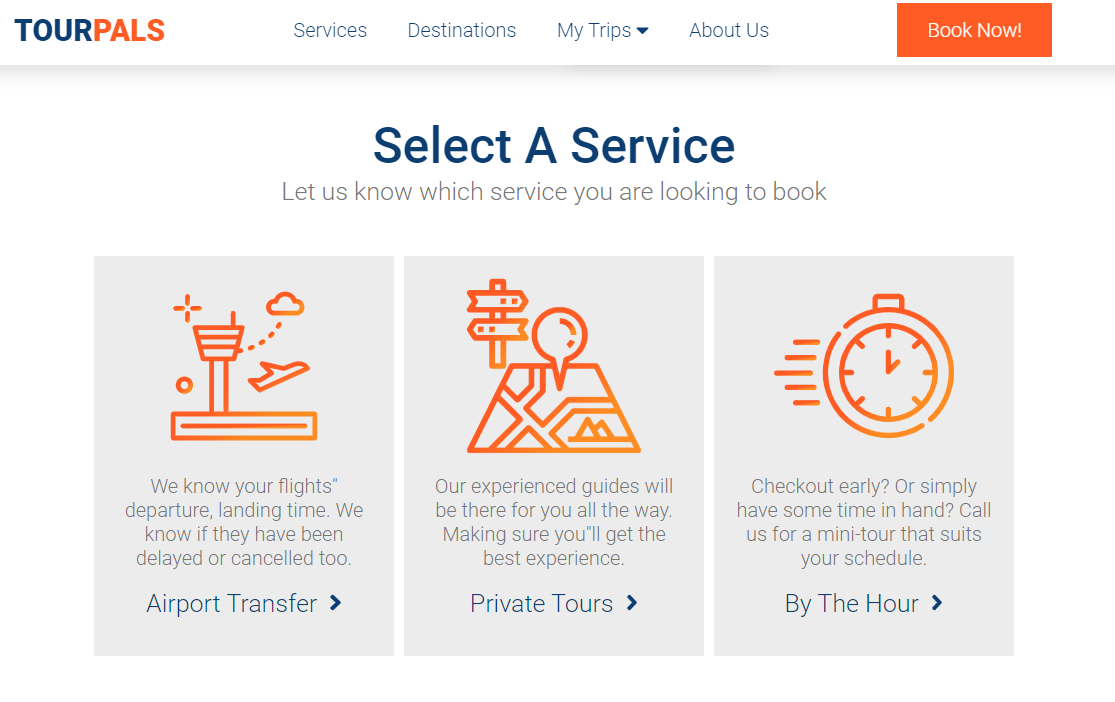 TOURPALS
Services
Destinations
My Trips
About Us
Book Now!
Select A Service
Let us know which service you are looking to book
We know your flights"
departure, landing time. We
know if they have been
delayed or cancelled too.
Airport Transfer
Our experienced guides will
be there for you all the way.
Making sure you"ll get the
best experience.
Private Tours
Checkout early? Or simply
have some time in hand? Call
us for a mini-tour that suits
your schedule.
By The Hour